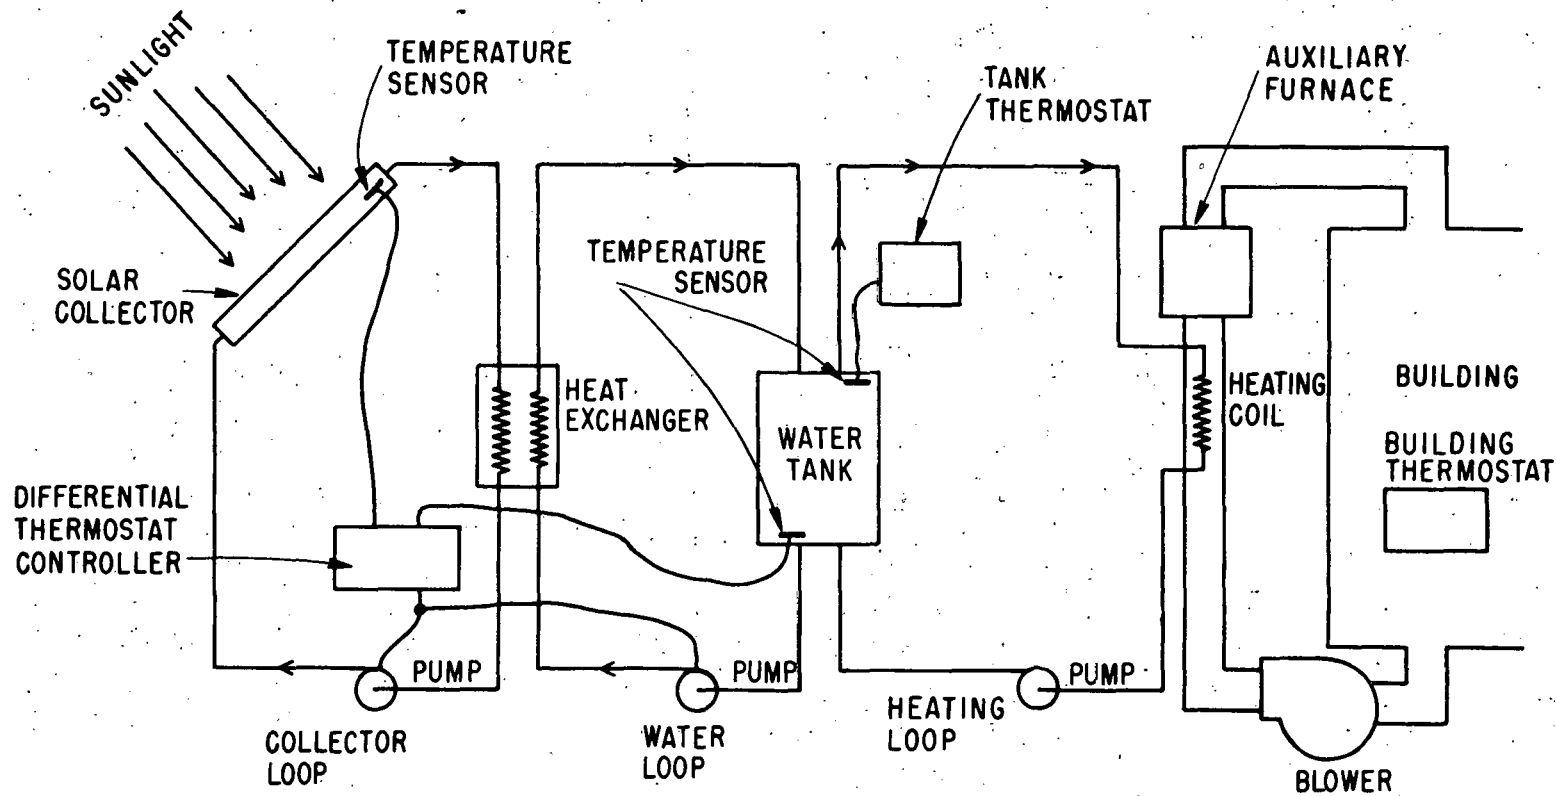 SUNLIGHT
TEMPERATURE
SENSOR
TANK
THERMOSTAT
AUXILIARY
FURNACE
SOLAR
COLLECTOR
TEMPERATURE
SENSOR
HEAT
EXCHANGER
WATER
TANK
HEATING
COIL
BUILDING
BUILDING
THERMOSTAT
DIFFERENTIAL
THERMOSTAT
CONTROLLER
PUMP
PUMP
PUMP
COLLECTOR
LOOP
WATER
LOOP
HEATING
LOOP
BLOWER